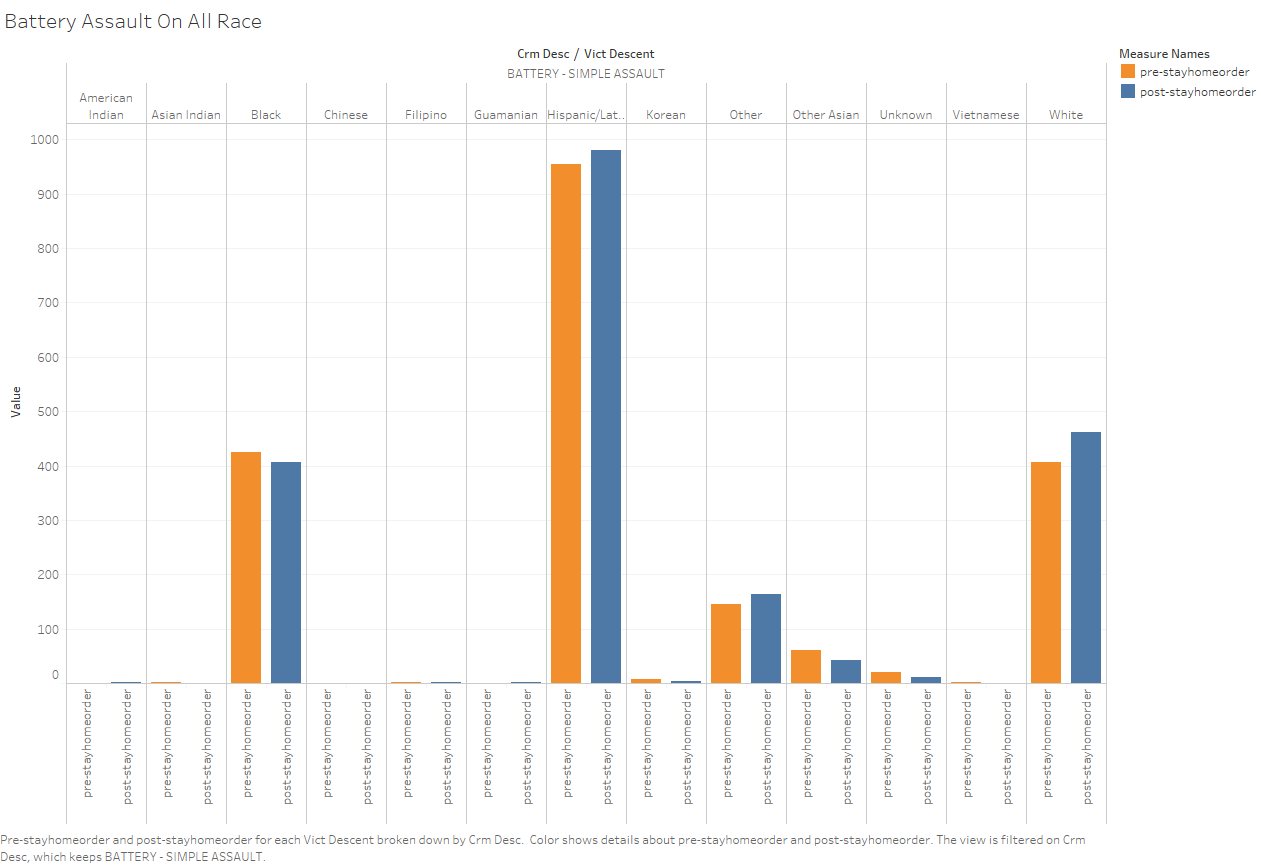 Battery Assault On All Race
Crm Desc / Vict Descent
BATTERY - SIMPLE ASSAULT
American Indian
Asian Indian
Black
Chinese
Filipino
Guamanian
Hispanic/Lat..
Korean
Other
Other Asian
Unknown
Vietnamese
White
Measure Names
pre-stayhomeorder
post-stayhomeorder
Value
1000
900
800
700
600
500
400
300
200
100
0
pre-stayhomeorder
post-stayhomeorder
pre-stayhomeorder
post-stayhomeorder
pre-stayhomeorder
post-stayhomeorder
pre-stayhomeorder
post-stayhomeorder
pre-stayhomeorder
post-stayhomeorder
pre-stayhomeorder
post-stayhomeorder
pre-stayhomeorder
post-stayhomeorder
pre-stayhomeorder
post-stayhomeorder
pre-stayhomeorder
post-stayhomeorder
pre-stayhomeorder
post-stayhomeorder
pre-stayhomeorder
post-stayhomeorder
pre-stayhomeorder
post-stayhomeorder
pre-stayhomeorder
post-stayhomeorder
Pre-stayhomeorder and post-stayhomeorder for each Vict Descent broken down by Crm Desc.  Color shows details about pre-stayhomeorder and post-stayhomeorder. The view is filtered on Crm
Desc, which keeps BATTERY - SIMPLE ASSAULT.